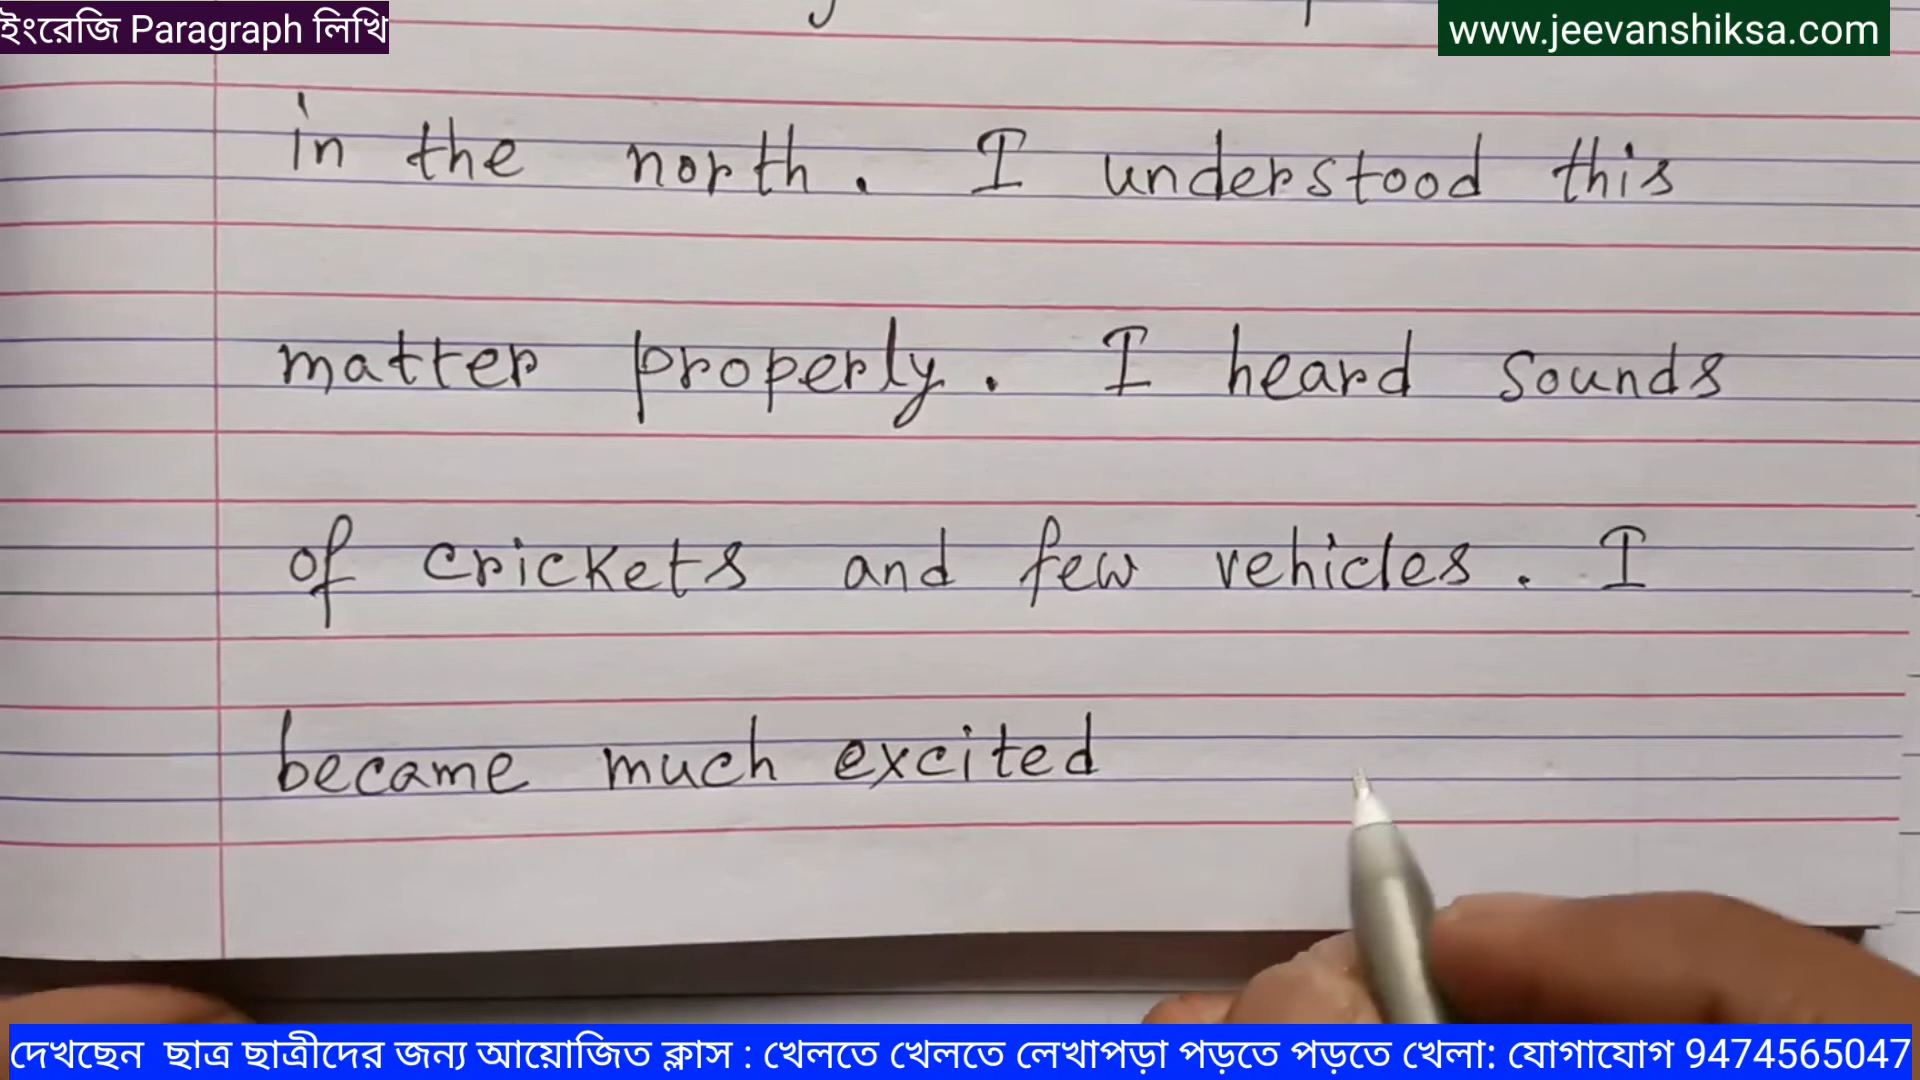 ইংরেজি Paragraph লিখি
www.jeevanshiksa.com
in the north. I understood this
matter properly. I heard sounds
of crickets and few vehicles. I
became much excited
দেখছেন ছাত্র ছাত্রীদের জন্য আয়োজিত ক্লাস : খেলতে খেলতে লেখাপড়া পড়তে পড়তে খেলা: যোগাযোগ 9474565047